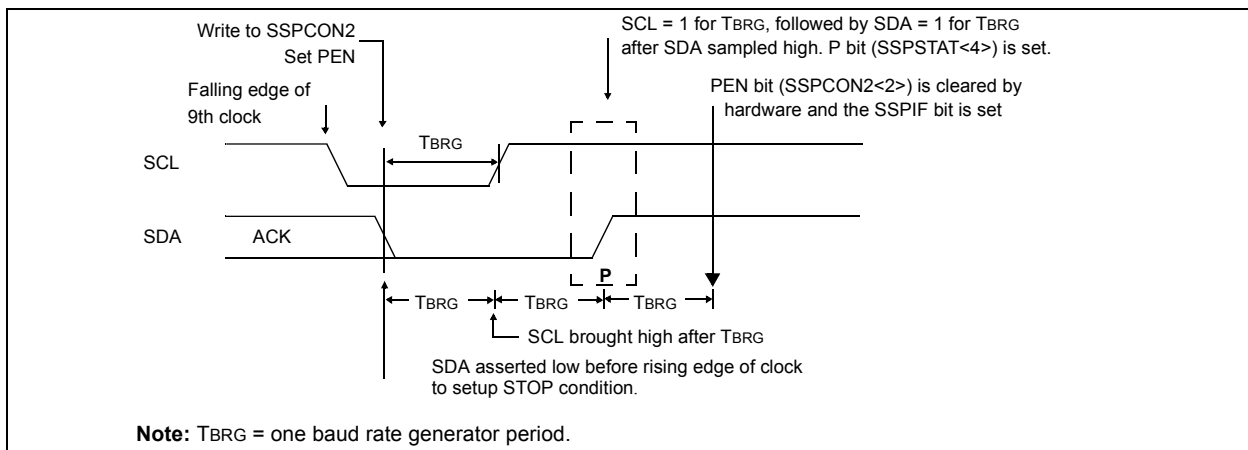 Write to SSPCON2
Set PEN
SCL = 1 for TBRG, followed by SDA = 1 for TBRG
after SDA sampled high. P bit (SSPSTAT<4>) is set.
Falling edge of
9th clock
PEN bit (SSPCON2<2>) is cleared by
hardware and the SSPIF bit is set
TBRG
SCL
SDA
ACK
P
TBRG
TBRG
TBRG
SCL brought high after TBRG
SDA asserted low before rising edge of clock
to setup STOP condition.
Note: TBRG = one baud rate generator period.